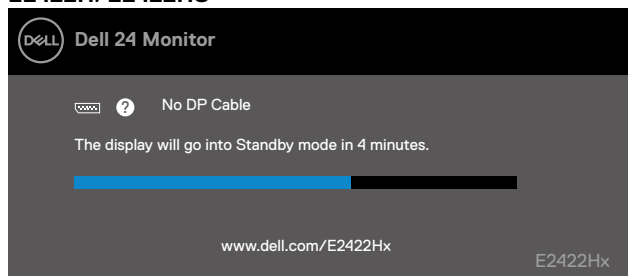 E2422H/E2422HS
DELL Dell 24 Monitor
? No DP Cable
The display will go into Standby mode in 4 minutes.
www.dell.com/E2422Hx
E2422Hx